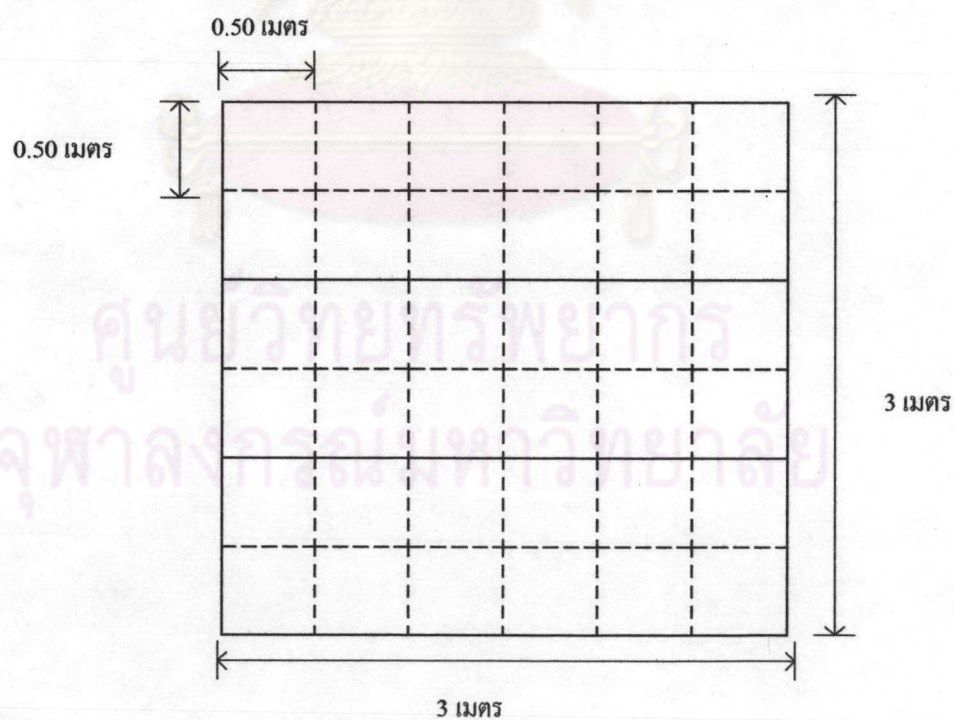 0.50 เมตร
0.50 เมตร
ศูนย์วิทยทรัพยากร
3 เมตร
จุฬาลงกรณ์มหาวิทยาลัย
3 เมตร